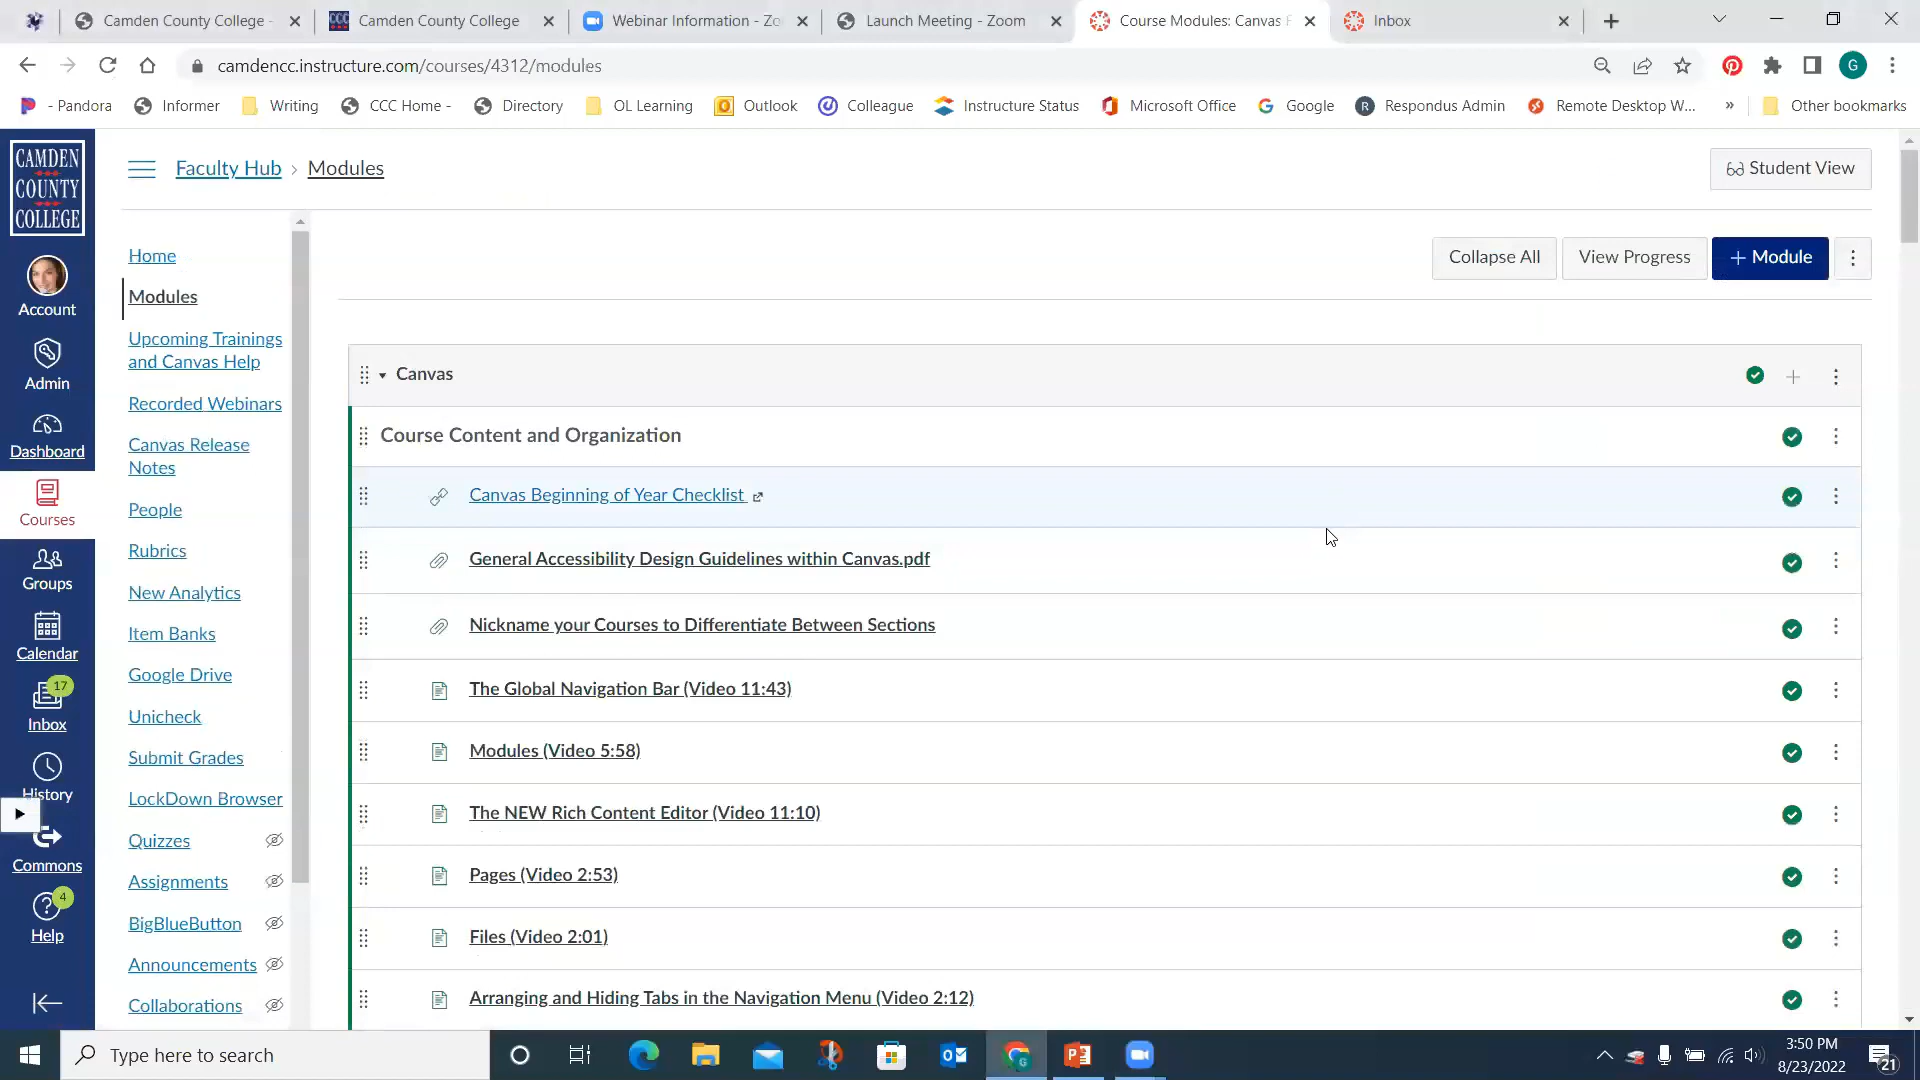 Camden County College -
Camden County College
Webinar Information - Zo
Launch Meeting - Zoom
Course Modules: Canvas F
Inbox
camdencc.instructure.com/courses/4312/modules
G
- Pandora
Informer
Writing
CCC Home -
Directory
OL Learning
Outlook
Colleague
Instructure Status
Microsoft Office
Google
Respondus Admin
Remote Desktop W...
»
Other bookmarks
CAMDEN
COUNTY
COLLEGE
Account
Admin
Dashboard
Courses
Groups
Calendar
17
Inbox
History
Commons
4
Help
Faculty Hub › Modules
Student View
Home
Modules
Upcoming Trainings
and Canvas Help
Recorded Webinars
Canvas Release
Notes
People
Rubrics
New Analytics
Item Banks
Google Drive
Unicheck
Submit Grades
LockDown Browser
Quizzes
Assignments
BigBlueButton
Announcements
Collaborations
Collapse All
View Progress
+ Module
Canvas
Course Content and Organization
Canvas Beginning of Year Checklist
General Accessibility Design Guidelines within Canvas.pdf
Nickname your Courses to Differentiate Between Sections
The Global Navigation Bar (Video 11:43)
Modules (Video 5:58)
The NEW Rich Content Editor (Video 11:10)
Pages (Video 2:53)
Files (Video 2:01)
Arranging and Hiding Tabs in the Navigation Menu (Video 2:12)
Type here to search
3:50 PM
8/23/2022
21